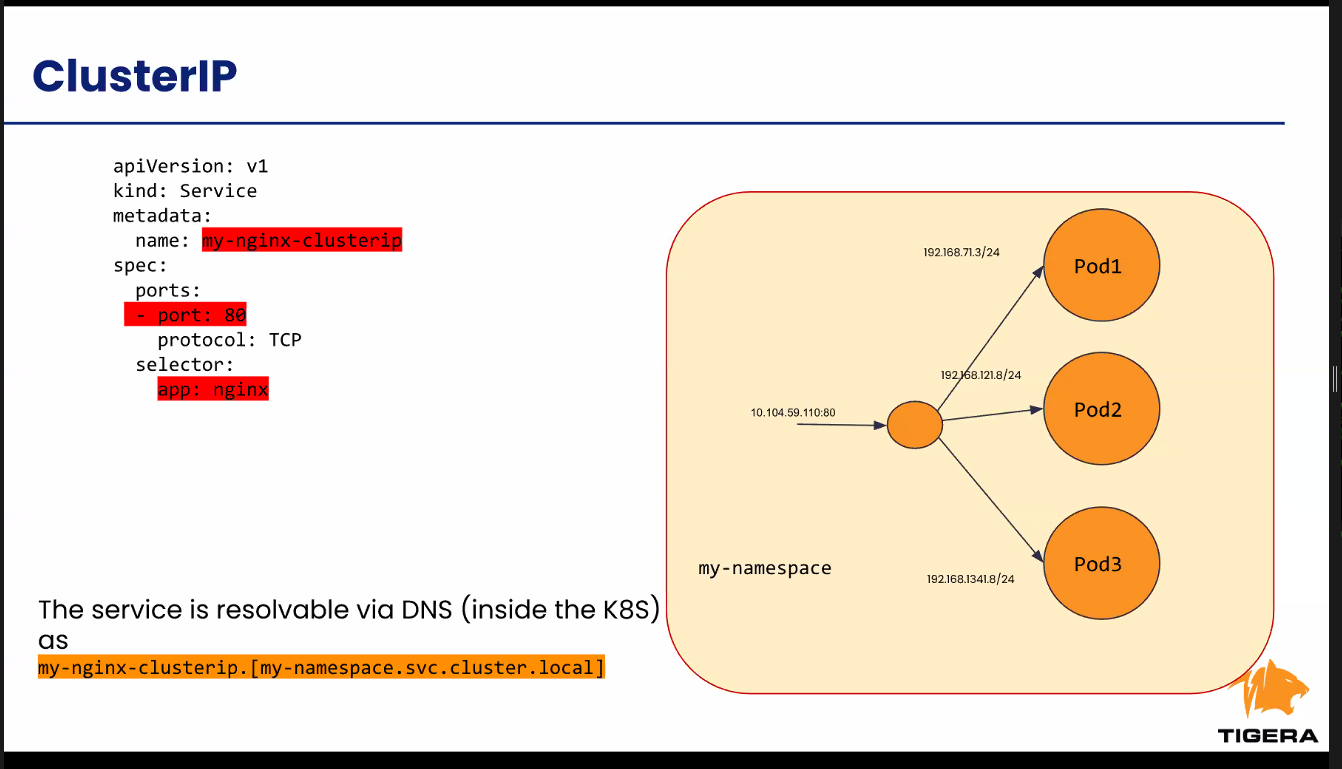 ClusterIP
apiVersion: v1
kind: Service
metadata:
  name: my-nginx-clusterip
spec:
  ports:
  - port: 80
    protocol: TCP
  selector:
    app: nginx
The service is resolvable via DNS (inside the K8S)
as
my-nginx-clusterip.[my-namespace.svc.cluster.local]
192.168.71.3/24
Pod1
192.168.121.8/24
Pod2
10.104.59.110:80
my-namespace
Pod3
192.168.1341.8/24
TIGERA